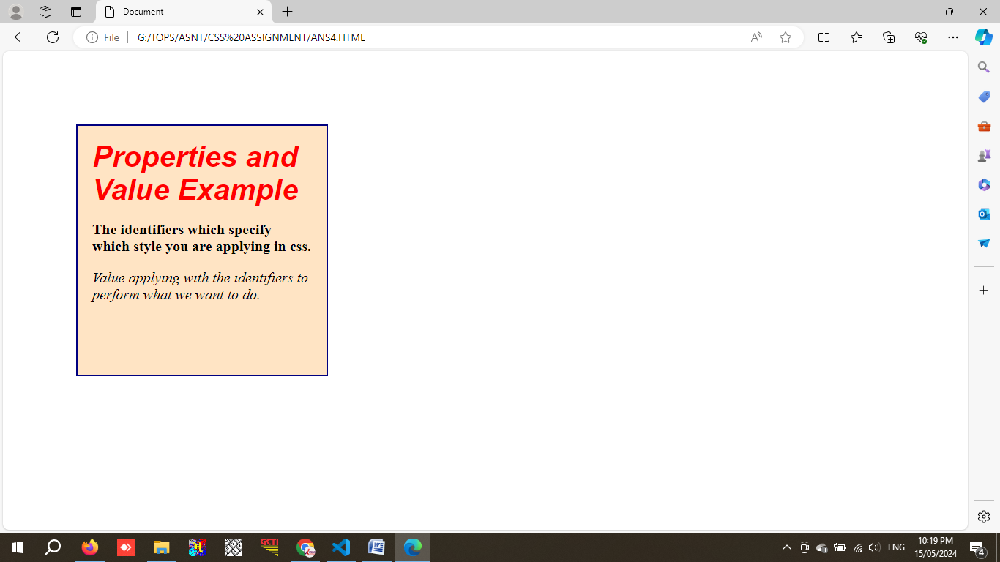 Document
File
G:/TOPS/ASNT/CSS%20ASSIGNMENT/ANS4.HTML
Properties and
Value Example
The identifiers which specify
which style you are applying in css.
Value applying with the identifiers to
perform what we want to do.
GCTI
ENG
10:19 PM
15/05/2024
4